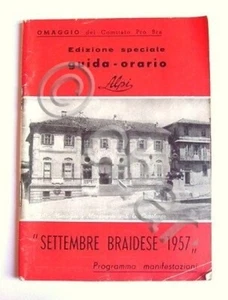 OMAGGIO del Comitato Pro Bra
Edizione speciale
guida-orario
Alpi
"SETTEMBRE BRAIDESE - 1957„
Programma manifestazioni